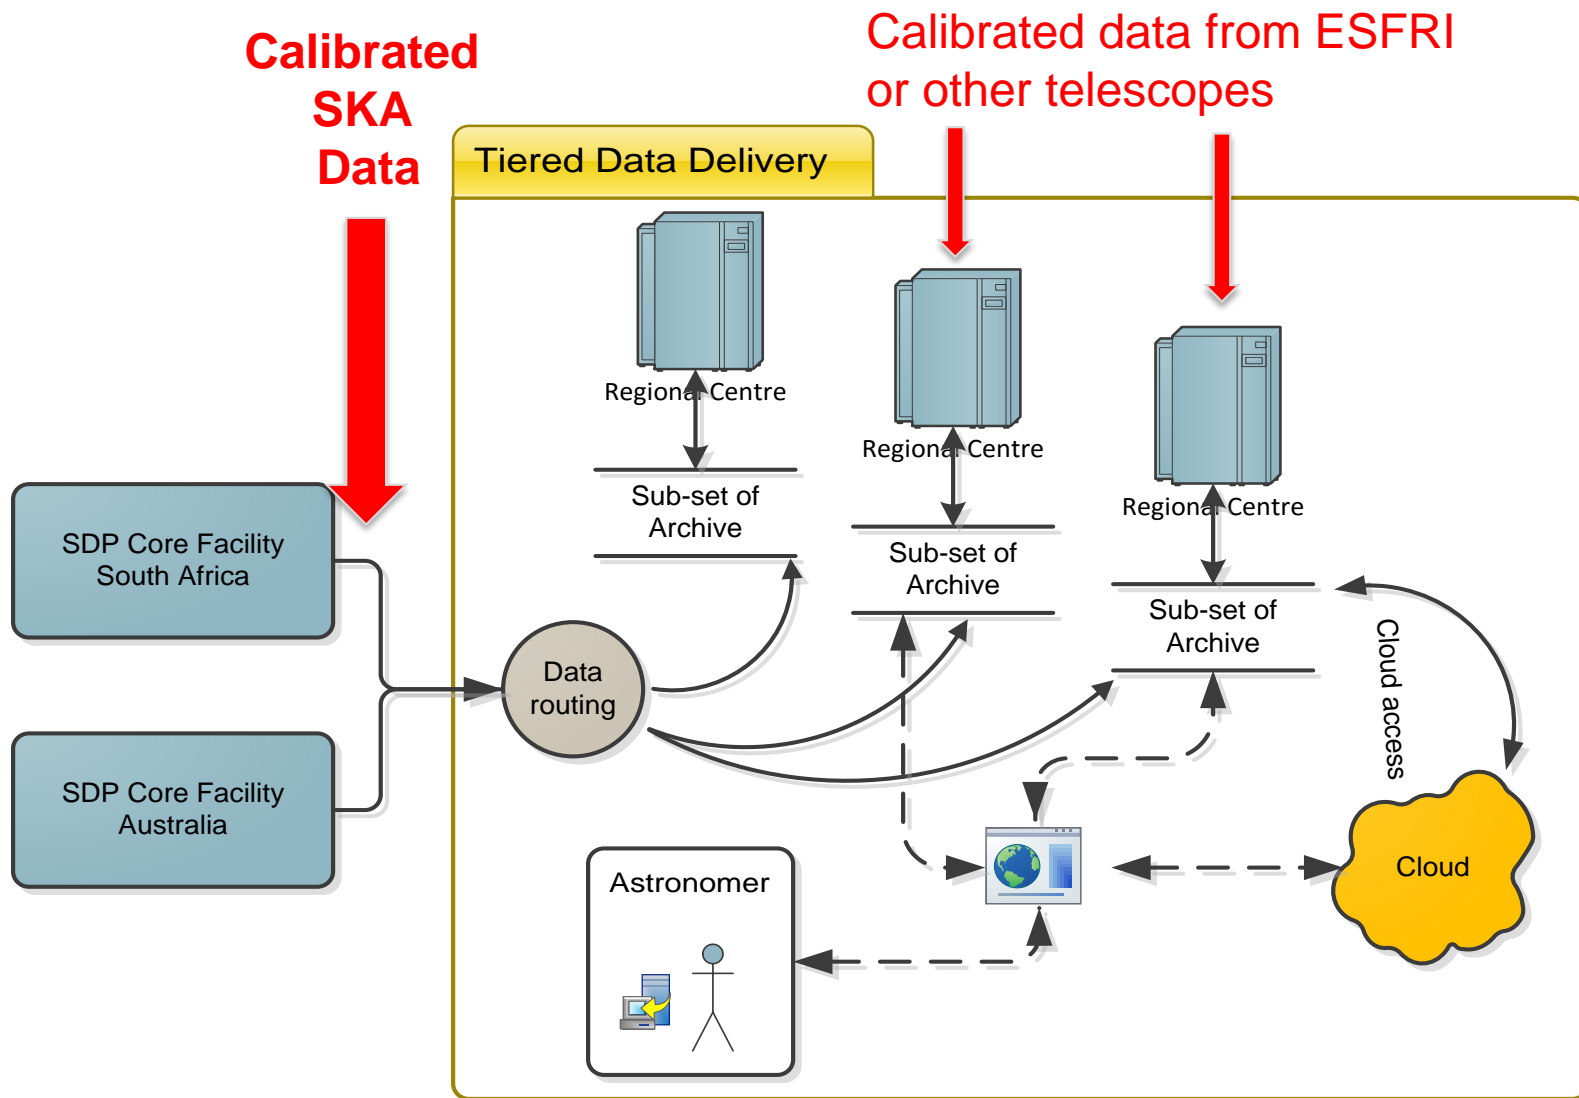 Calibrated
SKA
Data
Calibrated data from ESFRI
or other telescopes
Tiered Data Delivery
Regional Centre
Regional Centre
Regional Centre
Sub-set of
Archive
Sub-set of
Archive
Sub-set of
Archive
SDP Core Facility
South Africa
SDP Core Facility
Australia
Data
routing
Cloud access
Cloud
Astronomer